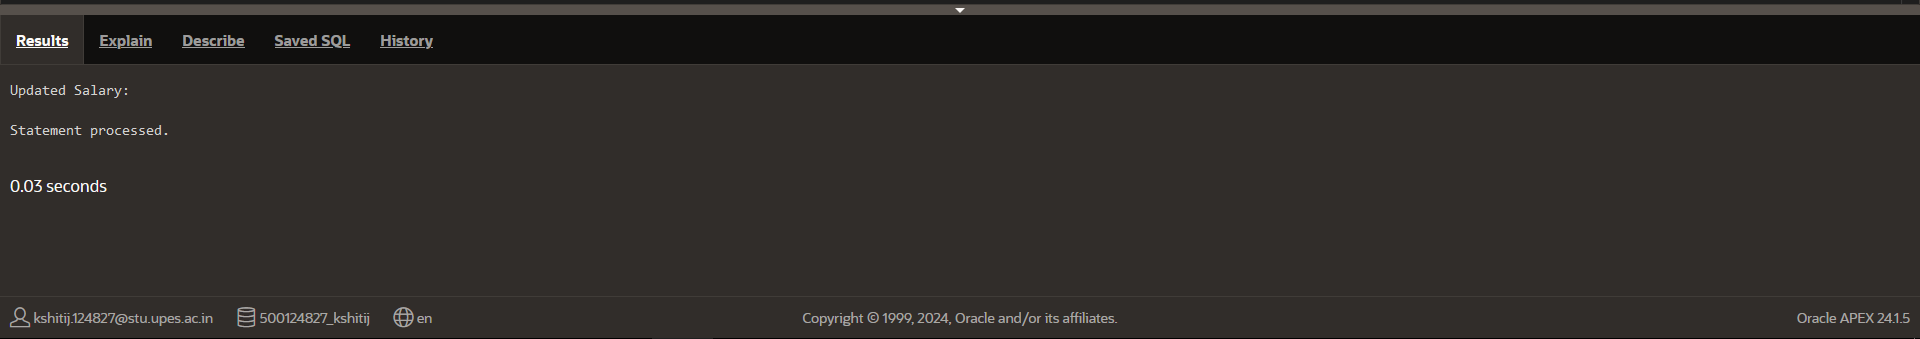 Results Explain Describe Saved SQL History
Updated Salary:
Statement processed.
0.03 seconds
kshitij.124827@stu.upes.ac.in 500124827_kshitij en Copyright © 1999, 2024, Oracle and/or its affiliates. Oracle APEX 24.1.5